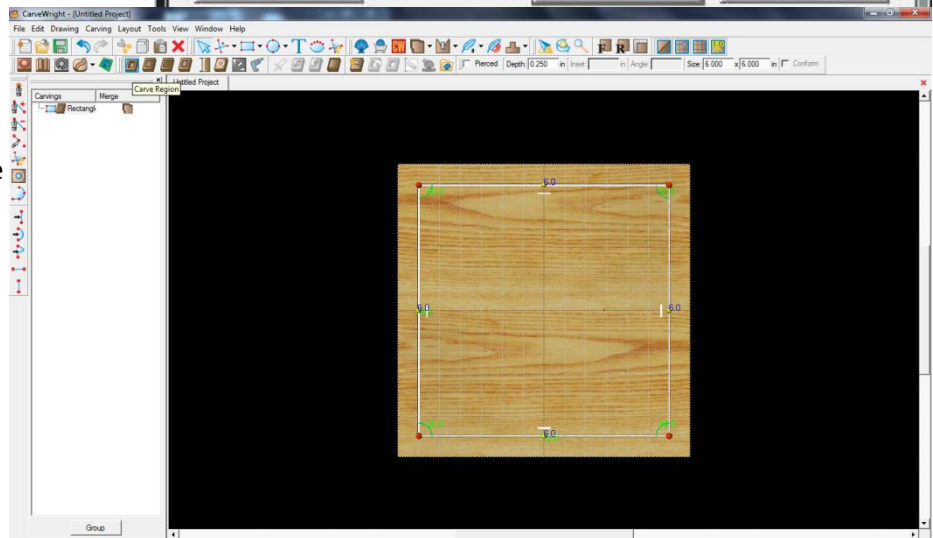 CarveWright - [Untitled Project]
File Edit Drawing Carving Layout Tools View Window Help
CW F R
Pierced Depth: 0.250 in Inset: in Angle Size: 6.000 x 6.000 in Conform
Untitled Project
Carve Region
Carvings Merge
Rectangl
6.0
6.0 6.0
6.0
e
Group